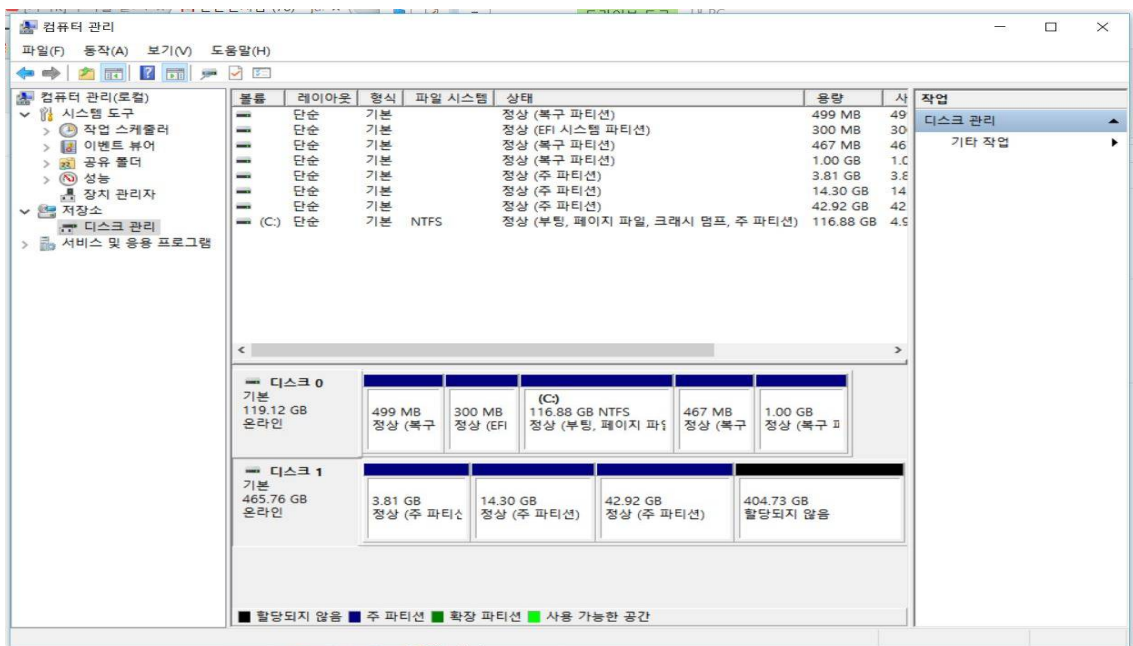 컴퓨터 관리
파일(F) 동작(A) 보기(V) 도움말(H)
컴퓨터 관리(로컬)
시스템 도구
작업 스케줄러
이벤트 뷰어
공유 폴더
성능
장치 관리자
저장소
디스크 관리
서비스 및 응용 프로그램
볼륨 레이아웃 형식 파일 시스템 상태 용량 사
단순 기본 정상 (복구 파티션) 499 MB 49
단순 기본 정상 (EFI 시스템 파티션) 300 MB 30
단순 기본 정상 (복구 파티션) 467 MB 46
단순 기본 정상 (복구 파티션) 1.00 GB 1.0
단순 기본 정상 (주 파티션) 3.81 GB 3.8
단순 기본 정상 (주 파티션) 14.30 GB 14
단순 기본 정상 (주 파티션) 42.92 GB 42
(C:) 단순 기본 NTFS 정상 (부팅, 페이지 파일, 크래시 덤프, 주 파티션) 116.88 GB 4.9
작업
디스크 관리
기타 작업
디스크 0
기본
119.12 GB
온라인
499 MB
정상 (복구
300 MB
정상 (EFI
(C:)
116.88 GB NTFS
정상 (부팅, 페이지 파일
467 MB
정상 (복구
1.00 GB
정상 (복구 파
디스크 1
기본
465.76 GB
온라인
3.81 GB
정상 (주 파티션
14.30 GB
정상 (주 파티션)
42.92 GB
정상 (주 파티션)
404.73 GB
할당되지 않음
할당되지 않음 주 파티션 확장 파티션 사용 가능한 공간